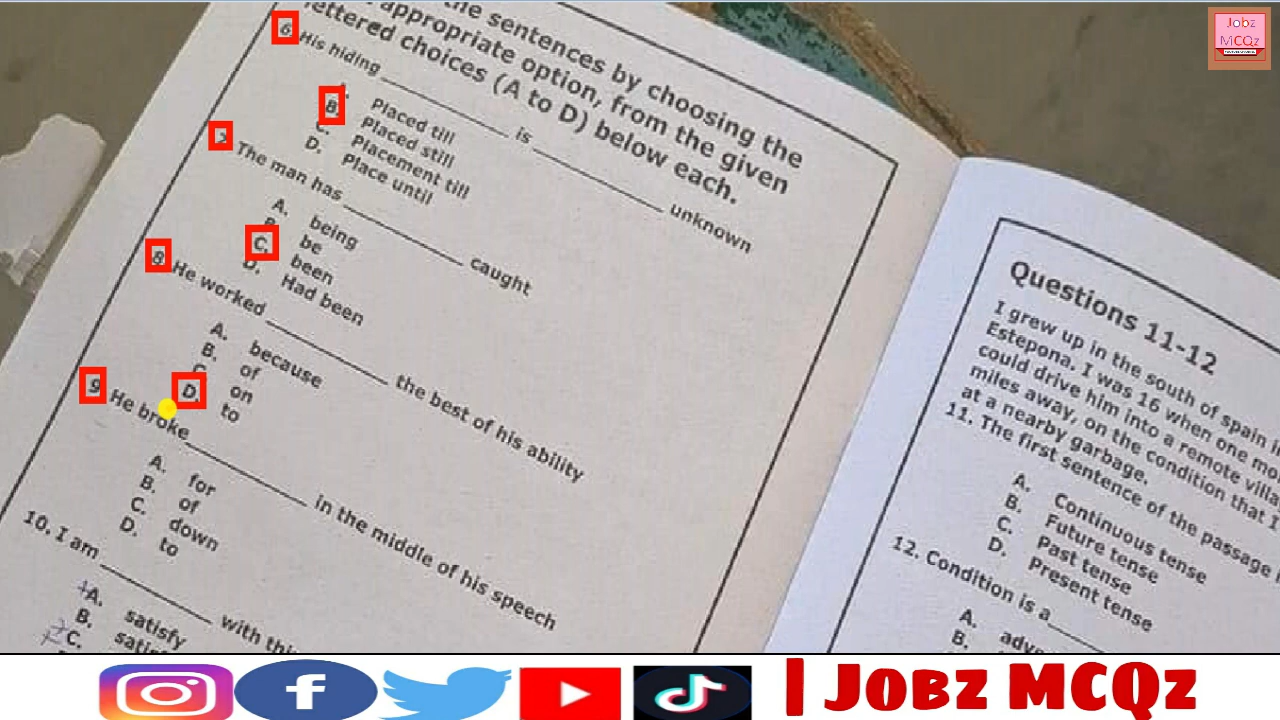 the sentences by choosing the
appropriate option, from the given
lettered choices (A to D) below each.
6. His hiding ________ is ________ unknown
Placed till
B. Placed still
C. Placement till
D. Place until
The man has ________ caught
A. being
B. be
C. been
D. Had been
8. He worked ________ the best of his ability
A. because
B. of
C. on
D. to
9. He broke ________ in the middle of his speech
A. for
B. of
C. down
D. to
10. I am ________ with
A. satisfy
B.
C.
Questions 11-12
I grew up in the south of spain
Estepona. I was 16 when one
could drive him into a remote
miles away, on the condition that
at a nearby garbage.
11. The first sentence of the passage
A. Continuous tense
B. Future tense
C. Past tense
D. Present tense
12. Condition is a____
A.
B.
Jobz
MCQz
| Jobz MCQz